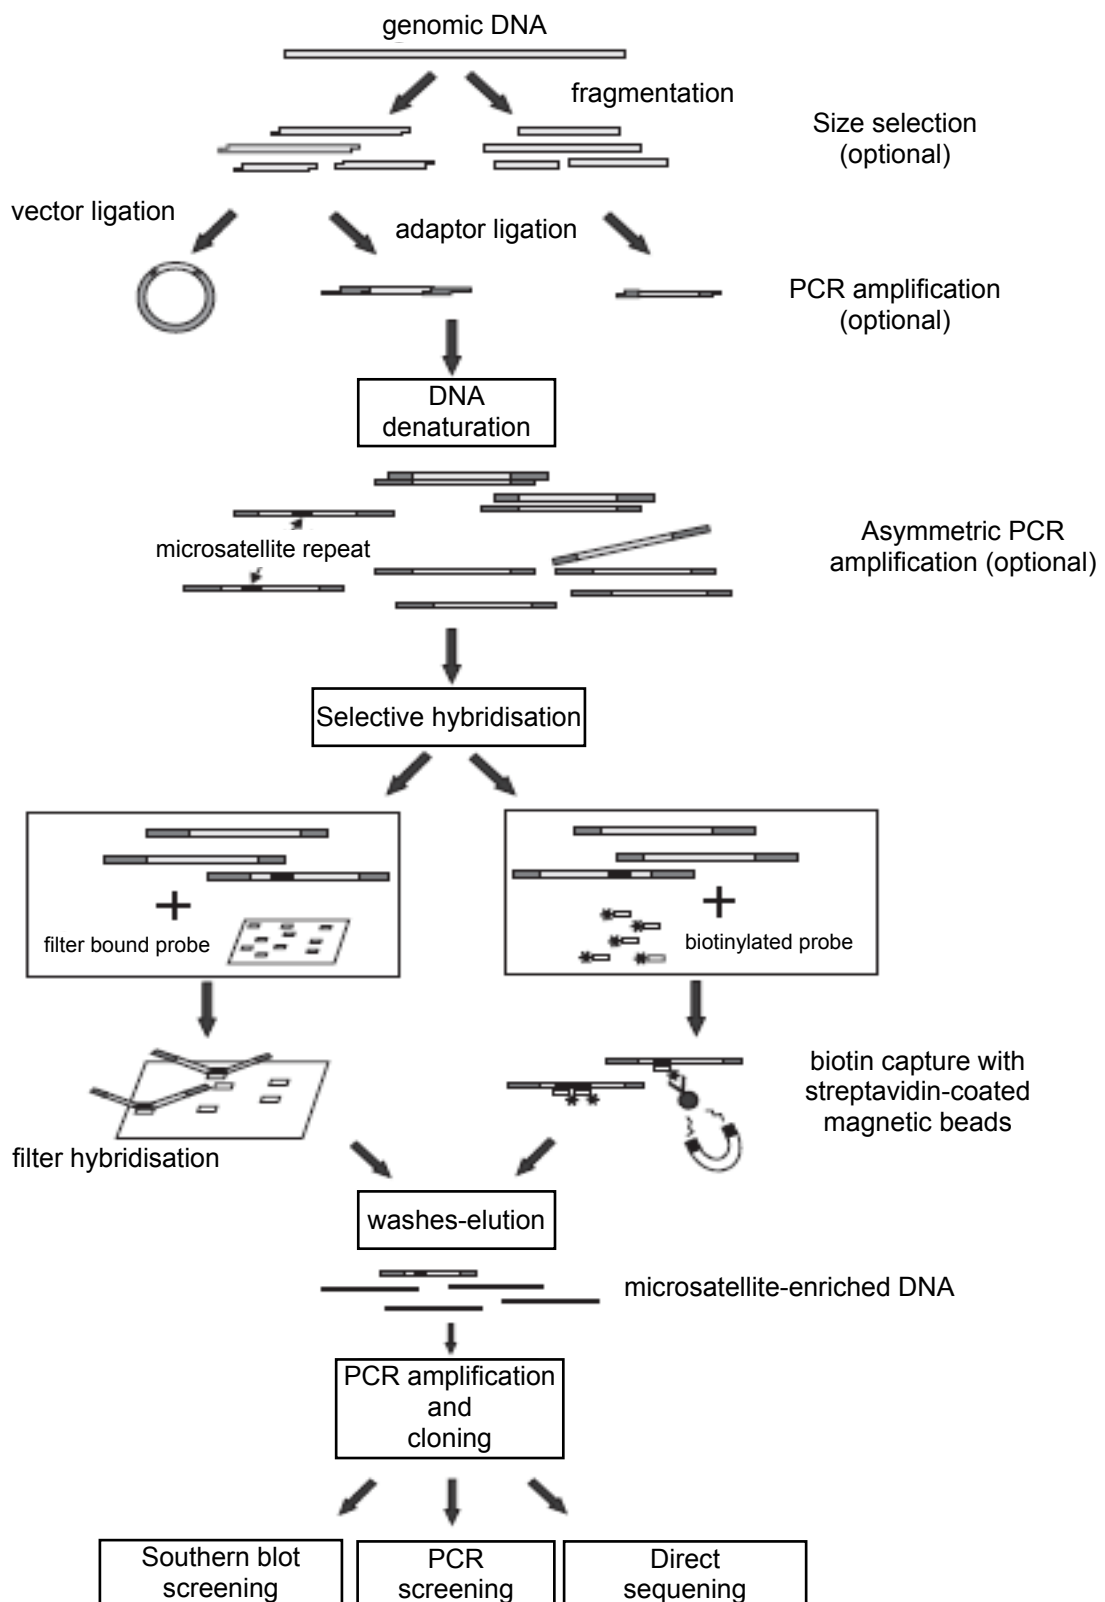 genomic DNA
fragmentation
Size selection
(optional)
vector ligation
adaptor ligation
PCR amplification
(optional)
DNA
denaturation
microsatellite repeat
Asymmetric PCR
amplification (optional)
Selective hybridisation
filter bound probe
biotinylated probe
biotin capture with
streptavidin-coated
magnetic beads
filter hybridisation
washes-elution
microsatellite-enriched DNA
PCR amplification
and
cloning
Southern blot
screening
PCR
screening
Direct
sequening